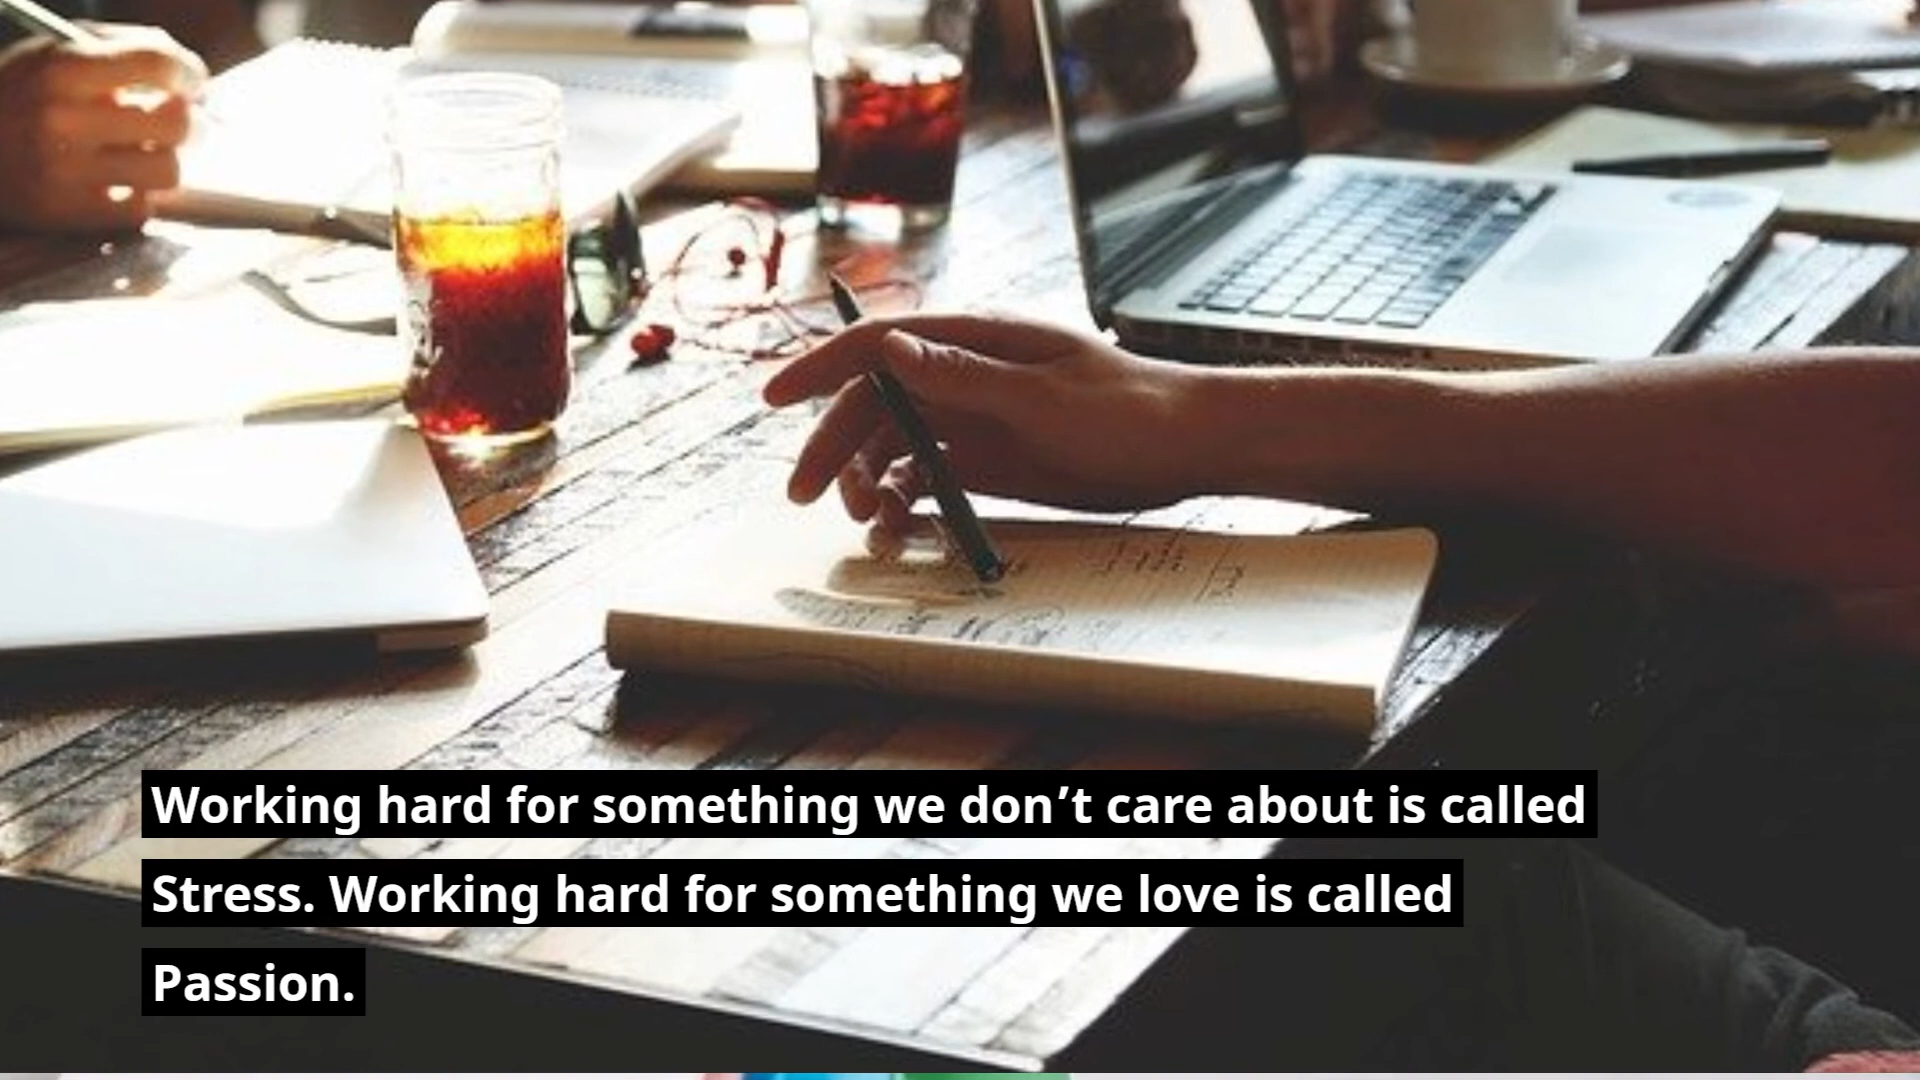 Working hard for something we don’t care about is called
Stress. Working hard for something we love is called
Passion.